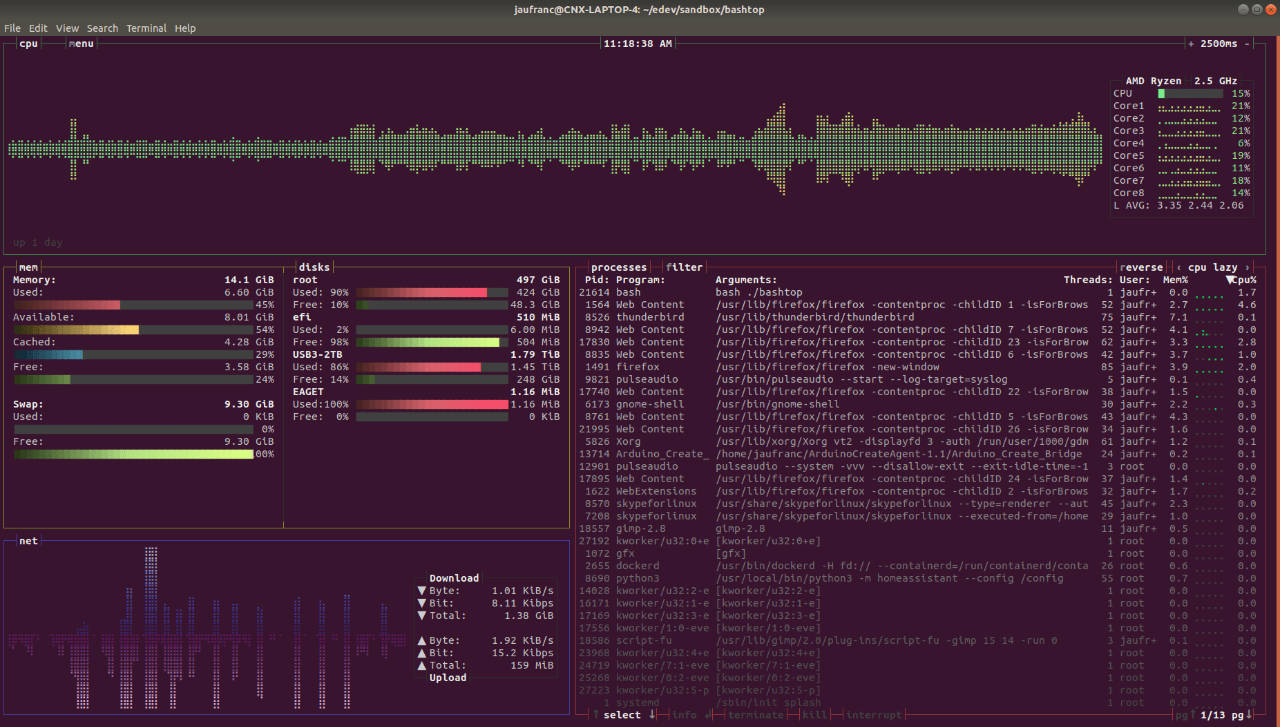 jaufranc@CNX-LAPTOP-4: ~/edev/sandbox/bashtop
File Edit View Search Terminal Help
cpu menu 11:18:38 AM + 2500ms -
AMD Ryzen 2.5 GHz
CPU 15%
Core1 21%
Core2 12%
Core3 21%
Core4 6%
Core5 19%
Core6 11%
Core7 18%
Core8 14%
L AVG: 3.35 2.44 2.06
up 1 day
mem
Memory: 14.1 GiB
Used: 6.60 GiB
45%
Available: 8.01 GiB
54%
Cached: 4.28 GiB
29%
Free: 3.58 GiB
24%
Swap: 9.30 GiB
Used: 0 KiB
0%
Free: 9.30 GiB
00%
disks
root 497 GiB
Used: 90% 424 GiB
Free: 10% 48.3 GiB
efi 510 MiB
Used: 2% 6.00 MiB
Free: 98% 504 MiB
USB3-2TB 1.79 TiB
Used: 86% 1.45 TiB
Free: 14% 248 GiB
EAGET 1.16 MiB
Used:100% 1.16 MiB
Free: 0% 0 KiB
net
Download
▼ Byte: 1.01 KiB/s
▼ Bit: 8.11 Kibps
▼ Total: 1.38 GiB
▲ Byte: 1.92 KiB/s
▲ Bit: 15.2 Kibps
▲ Total: 159 MiB
Upload
processes filter reverse ‹ cpu lazy ›
Pid: Program: Arguments: Threads: User: Mem% ▼Cpu%
21614 bash bash ./bashtop 1 jaufr+ 0.0 1.7
1564 Web Content /usr/lib/firefox/firefox -contentproc -childID 1 -isForBrows 52 jaufr+ 2.7 4.6
8526 thunderbird /usr/lib/thunderbird/thunderbird 75 jaufr+ 7.1 0.1
8942 Web Content /usr/lib/firefox/firefox -contentproc -childID 7 -isForBrows 52 jaufr+ 4.1 0.0
17830 Web Content /usr/lib/firefox/firefox -contentproc -childID 23 -isForBrow 62 jaufr+ 3.3 2.8
8835 Web Content /usr/lib/firefox/firefox -contentproc -childID 6 -isForBrows 42 jaufr+ 3.7 1.0
1491 firefox /usr/lib/firefox/firefox -new-window 85 jaufr+ 3.9 2.0
9821 pulseaudio /usr/bin/pulseaudio --start --log-target=syslog 5 jaufr+ 0.1 0.4
17740 Web Content /usr/lib/firefox/firefox -contentproc -childID 22 -isForBrow 38 jaufr+ 1.5 0.0
6173 gnome-shell /usr/bin/gnome-shell 30 jaufr+ 2.2 0.3
8761 Web Content /usr/lib/firefox/firefox -contentproc -childID 5 -isForBrows 43 jaufr+ 4.3 0.0
21995 Web Content /usr/lib/firefox/firefox -contentproc -childID 26 -isForBrow 34 jaufr+ 1.6 0.0
5826 Xorg /usr/lib/xorg/Xorg vt2 -displayfd 3 -auth /run/user/1000/gdm 61 jaufr+ 1.2 0.1
13714 Arduino_Create_ /home/jaufranc/ArduinoCreateAgent-1.1/Arduino_Create_Bridge 24 jaufr+ 0.2 0.1
12901 pulseaudio pulseaudio --system -vvv --disallow-exit --exit-idle-time=-1 3 root 0.0 0.0
17895 Web Content /usr/lib/firefox/firefox -contentproc -childID 24 -isForBrow 37 jaufr+ 1.4 0.0
1622 WebExtensions /usr/lib/firefox/firefox -contentproc -childID 2 -isForBrows 32 jaufr+ 1.7 0.2
8570 skypeforlinux /usr/share/skypeforlinux/skypeforlinux --type=renderer --aut 45 jaufr+ 2.3 0.0
7208 skypeforlinux /usr/share/skypeforlinux/skypeforlinux --executed-from=/home 29 jaufr+ 1.0 0.0
18557 gimp-2.8 gimp-2.8 11 jaufr+ 0.5 0.0
27192 kworker/u32:0+e [kworker/u32:0+e] 1 root 0.0 0.0
1072 gfx [gfx] 1 root 0.0 0.0
2655 dockerd /usr/bin/dockerd -H fd:// --containerd=/run/containerd/conta 26 root 0.6 0.0
8690 python3 /usr/local/bin/python3 -m homeassistant --config /config 55 root 0.7 0.0
14028 kworker/u32:2-e [kworker/u32:2-e] 1 root 0.0 0.0
16171 kworker/u32:1-e [kworker/u32:1-e] 1 root 0.0 0.0
17169 kworker/u32:3-e [kworker/u32:3-e] 1 root 0.0 0.0
17556 kworker/1:0-eve [kworker/1:0-eve] 1 root 0.0 0.0
18586 script-fu /usr/lib/gimp/2.0/plug-ins/script-fu -gimp 15 14 -run 0 3 jaufr+ 0.1 0.0
23968 kworker/u32:4+e [kworker/u32:4+e] 1 root 0.0 0.0
24719 kworker/7:1-eve [kworker/7:1-eve] 1 root 0.0 0.0
25268 kworker/0:2-eve [kworker/0:2-eve] 1 root 0.0 0.0
27223 kworker/u32:5-p [kworker/u32:5-p] 1 root 0.0 0.0
1 systemd /sbin/init splash 1 root 0.0 0.0
↑ select ↓ info ↲ terminate kill interrupt pg↑ 1/13 pg↓